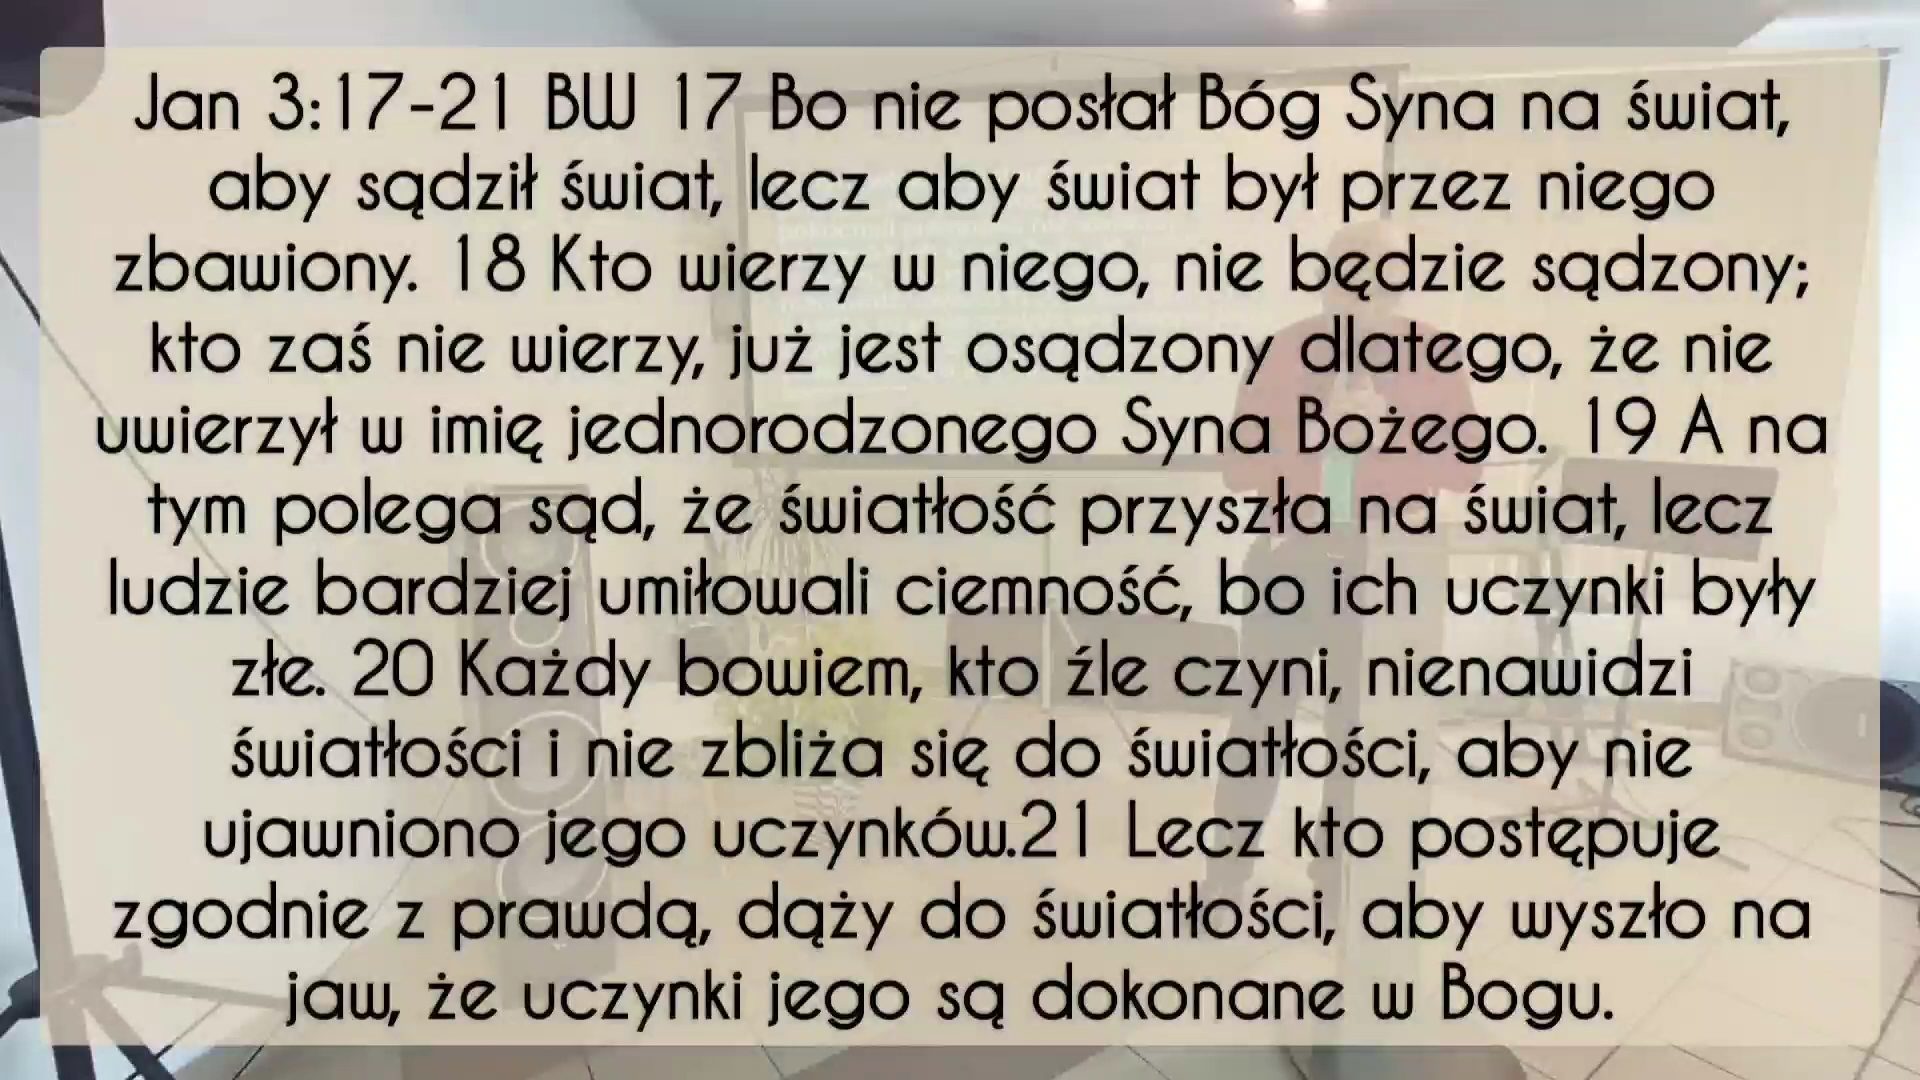 Jan 3:17-21 BW 17 Bo nie posłał Bóg Syna na świat,
aby sądził świat, lecz aby świat był przez niego
zbawiony. 18 Kto wierzy w niego, nie będzie sądzony;
kto zaś nie wierzy, już jest osądzony dlatego, że nie
uwierzył w imię jednorodzonego Syna Bożego. 19 A na
tym polega sąd, że światłość przyszła na świat, lecz
ludzie bardziej umiłowali ciemność, bo ich uczynki były
złe. 20 Każdy bowiem, kto źle czyni, nienawidzi
światłości i nie zbliża się do światłości, aby nie
ujawniono jego uczynków.21 Lecz kto postępuje
zgodnie z prawdą, dąży do światłości, aby wyszło na
jaw, że uczynki jego są dokonane w Bogu.